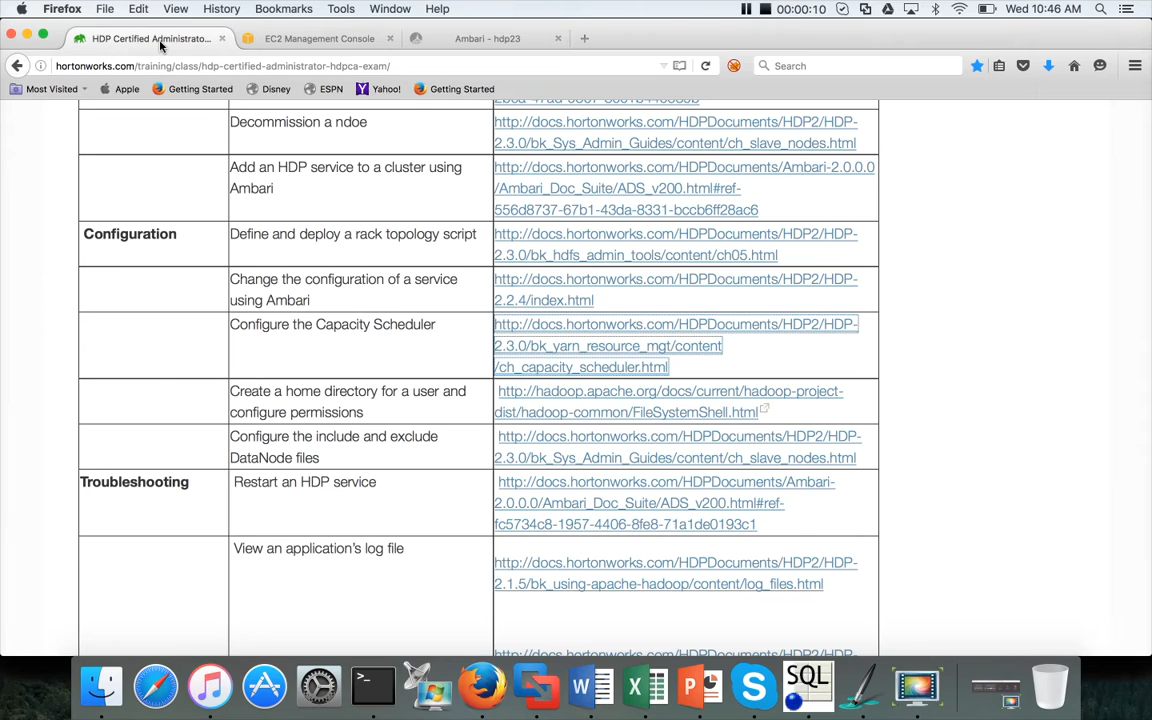 Firefox File Edit View History Bookmarks Tools Window Help 00:00:10 Wed 10:46 AM
HDP Certified Administrato... EC2 Management Console Ambari - hdp23
hortonworks.com/training/class/hdp-certified-administrator-hdpca-exam/ Search
Most Visited Apple Getting Started Disney ESPN Yahoo! Getting Started
Decommission a ndoe
http://docs.hortonworks.com/HDPDocuments/HDP2/HDP-
2.3.0/bk_Sys_Admin_Guides/content/ch_slave_nodes.html
Add an HDP service to a cluster using
Ambari
http://docs.hortonworks.com/HDPDocuments/Ambari-2.0.0.0
/Ambari_Doc_Suite/ADS_v200.html#ref-
556d8737-67b1-43da-8331-bccb6ff28ac6
Configuration
Define and deploy a rack topology script
http://docs.hortonworks.com/HDPDocuments/HDP2/HDP-
2.3.0/bk_hdfs_admin_tools/content/ch05.html
Change the configuration of a service
using Ambari
http://docs.hortonworks.com/HDPDocuments/HDP2/HDP-
2.2.4/index.html
Configure the Capacity Scheduler
http://docs.hortonworks.com/HDPDocuments/HDP2/HDP-
2.3.0/bk_yarn_resource_mgt/content
/ch_capacity_scheduler.html
Create a home directory for a user and
configure permissions
http://hadoop.apache.org/docs/current/hadoop-project-
dist/hadoop-common/FileSystemShell.html
Configure the include and exclude
DataNode files
http://docs.hortonworks.com/HDPDocuments/HDP2/HDP-
2.3.0/bk_Sys_Admin_Guides/content/ch_slave_nodes.html
Troubleshooting
Restart an HDP service
http://docs.hortonworks.com/HDPDocuments/Ambari-
2.0.0.0/Ambari_Doc_Suite/ADS_v200.html#ref-
fc5734c8-1957-4406-8fe8-71a1de0193c1
View an application's log file
http://docs.hortonworks.com/HDPDocuments/HDP2/HDP-
2.1.5/bk_using-apache-hadoop/content/log_files.html
SQL